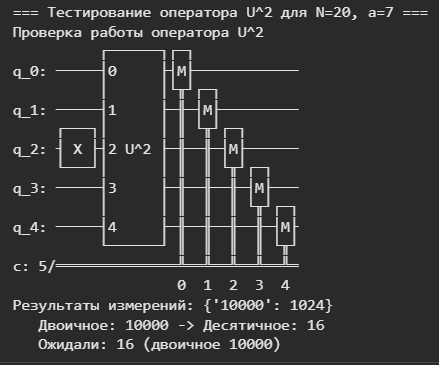 === Тестирование оператора U^2 для N=20, a=7 ===
Проверка работы оператора U^2
q_0: 0 M
q_1: 1 M
q_2: X 2 U^2 M
q_3: 3 M
q_4: 4 M
c: 5/
0 1 2 3 4
Результаты измерений: {'10000': 1024}
Двоичное: 10000 -> Десятичное: 16
Ожидали: 16 (двоичное 10000)